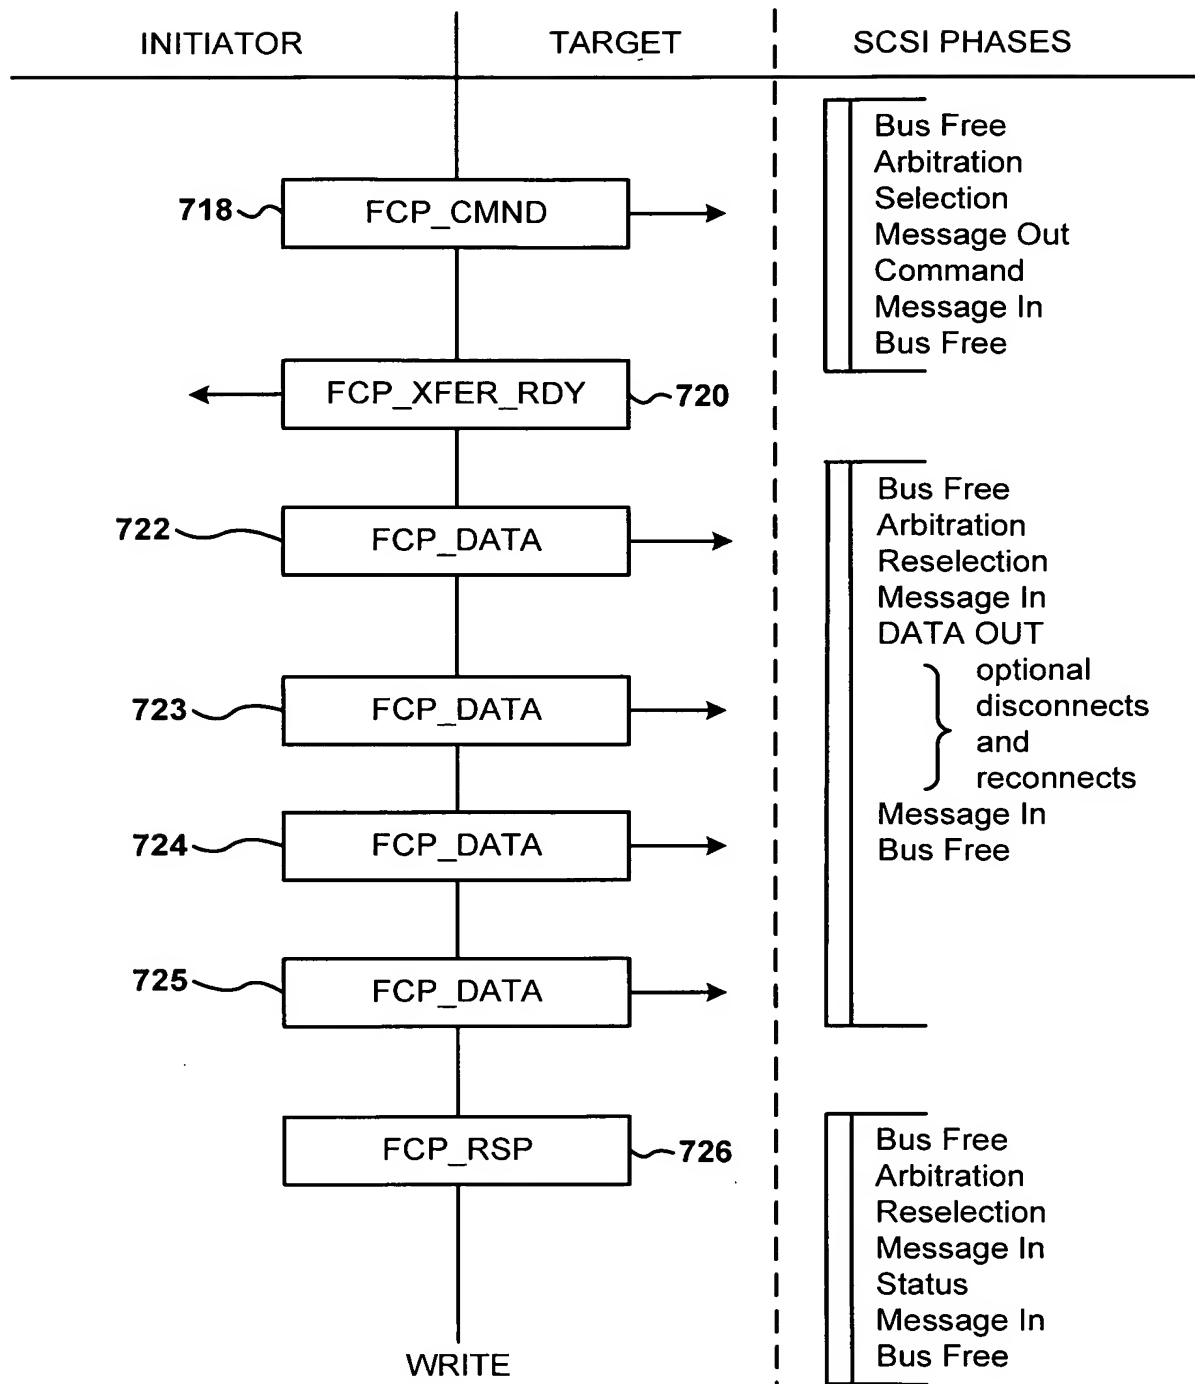 INITIATOR TARGET SCSI PHASES
Bus Free
Arbitration
Selection
Message Out
Command
Message In
Bus Free
718 FCP_CMND
FCP_XFER_RDY 720
722 FCP_DATA
723 FCP_DATA
724 FCP_DATA
725 FCP_DATA
Bus Free
Arbitration
Reselection
Message In
DATA OUT
optional
disconnects
and
reconnects
Message In
Bus Free
FCP_RSP 726
Bus Free
Arbitration
Reselection
Message In
Status
Message In
Bus Free
WRITE